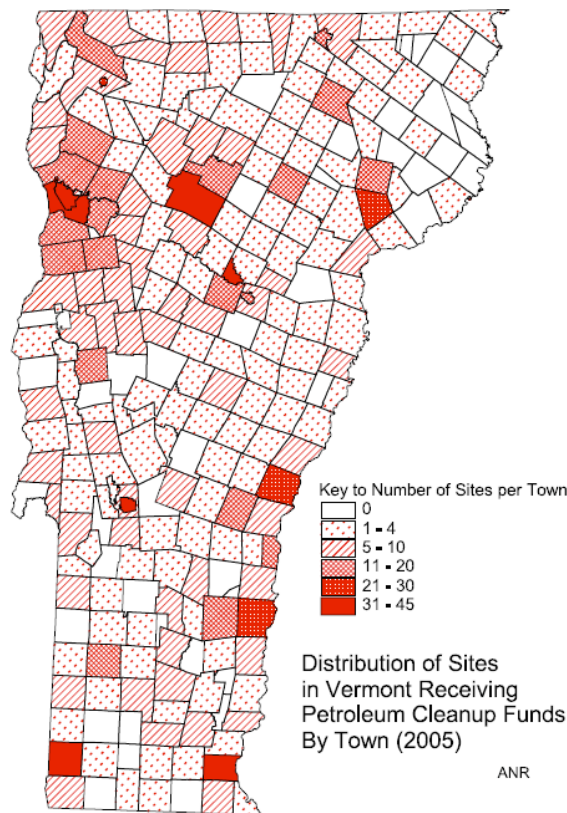 Key to Number of Sites per Town
0
1 - 4
5 - 10
11 - 20
21 - 30
31 - 45
Distribution of Sites
in Vermont Receiving
Petroleum Cleanup Funds
By Town (2005)
ANR